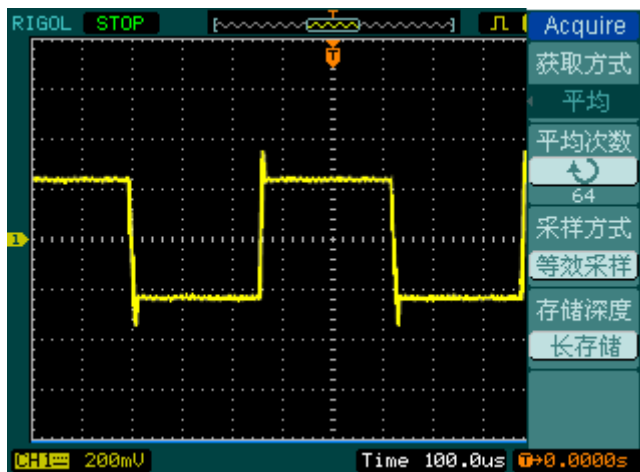 RIGOL STOP
T
Acquire
获取方式
平均
平均次数
64
采样方式
等效采样
存储深度
长存储
1
CH1 200mV Time 100.0us T→0.0000s